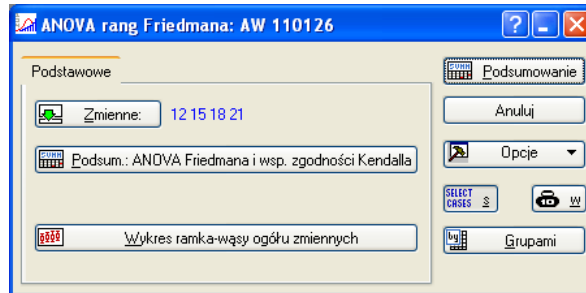 ANOVA rang Friedmana: AW 110126
Podstawowe
Zmienne: 12 15 18 21
Podsum.: ANOVA Friedmana i wsp. zgodności Kendalla
Wykres ramka-wąsy ogółu zmiennych
Podsumowanie
Anuluj
Opcje
SELECT CASES S W
Grupami